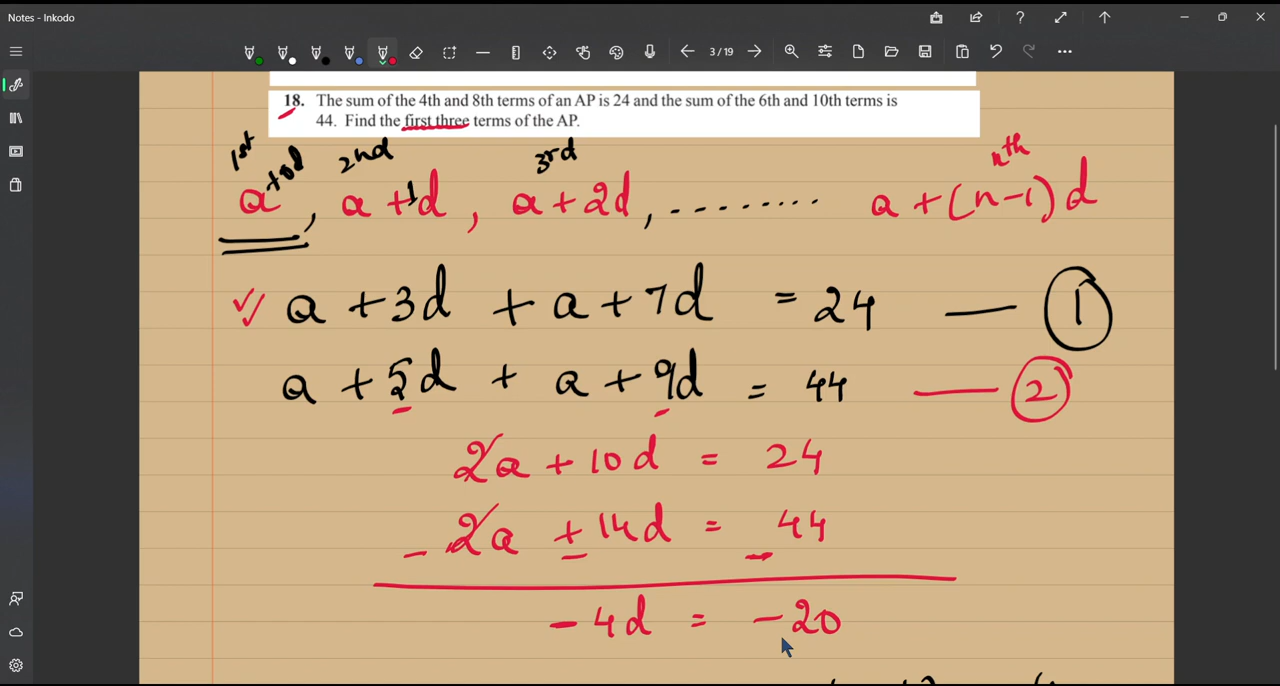 Notes - Inkodo
3 / 19
18. The sum of the 4th and 8th terms of an AP is 24 and the sum of the 6th and 10th terms is
44. Find the first three terms of the AP.
1st 2nd 3rd nth
a+0d, a+1d, a+2d, ......... a+(n-1)d
a+3d + a+7d = 24 — 1
a+5d + a+9d = 44 — 2
2a+10d = 24
- 2a + 14d = 44
-
-
- 4d = -20